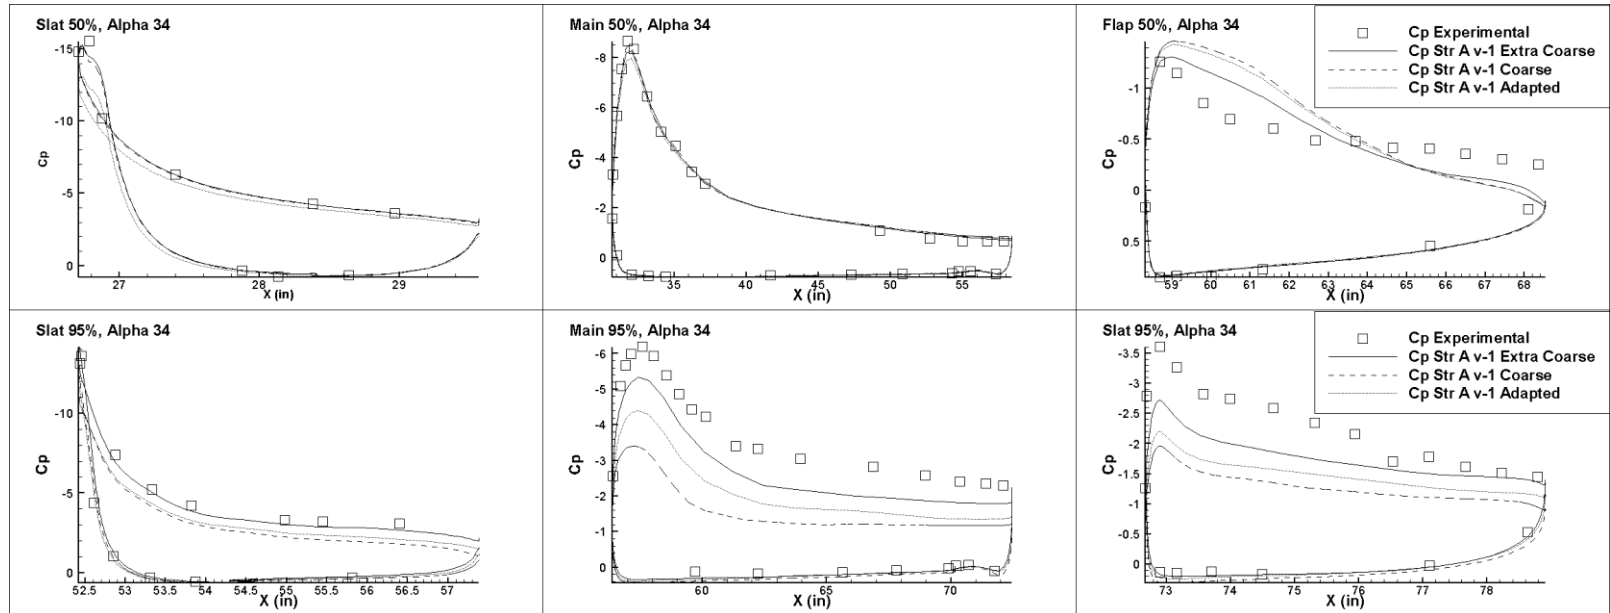 Slat 50%, Alpha 34
-15
-10
-5
0
Cp
27
28
29
X (in)
Main 50%, Alpha 34
-8
-6
-4
-2
0
Cp
35
40
45
50
55
X (in)
Flap 50%, Alpha 34
-1
-0.5
0
0.5
Cp
59
60
61
62
63
64
65
66
67
68
X (in)
Cp Experimental
Cp Str A v-1 Extra Coarse
Cp Str A v-1 Coarse
Cp Str A v-1 Adapted
Slat 95%, Alpha 34
-10
-5
0
Cp
52.5
53
53.5
54
54.5
55
55.5
56
56.5
57
X (in)
Main 95%, Alpha 34
-6
-5
-4
-3
-2
-1
0
Cp
60
65
70
X (in)
Slat 95%, Alpha 34
-3.5
-3
-2.5
-2
-1.5
-1
-0.5
0
Cp
73
74
75
76
77
78
X (in)
Cp Experimental
Cp Str A v-1 Extra Coarse
Cp Str A v-1 Coarse
Cp Str A v-1 Adapted